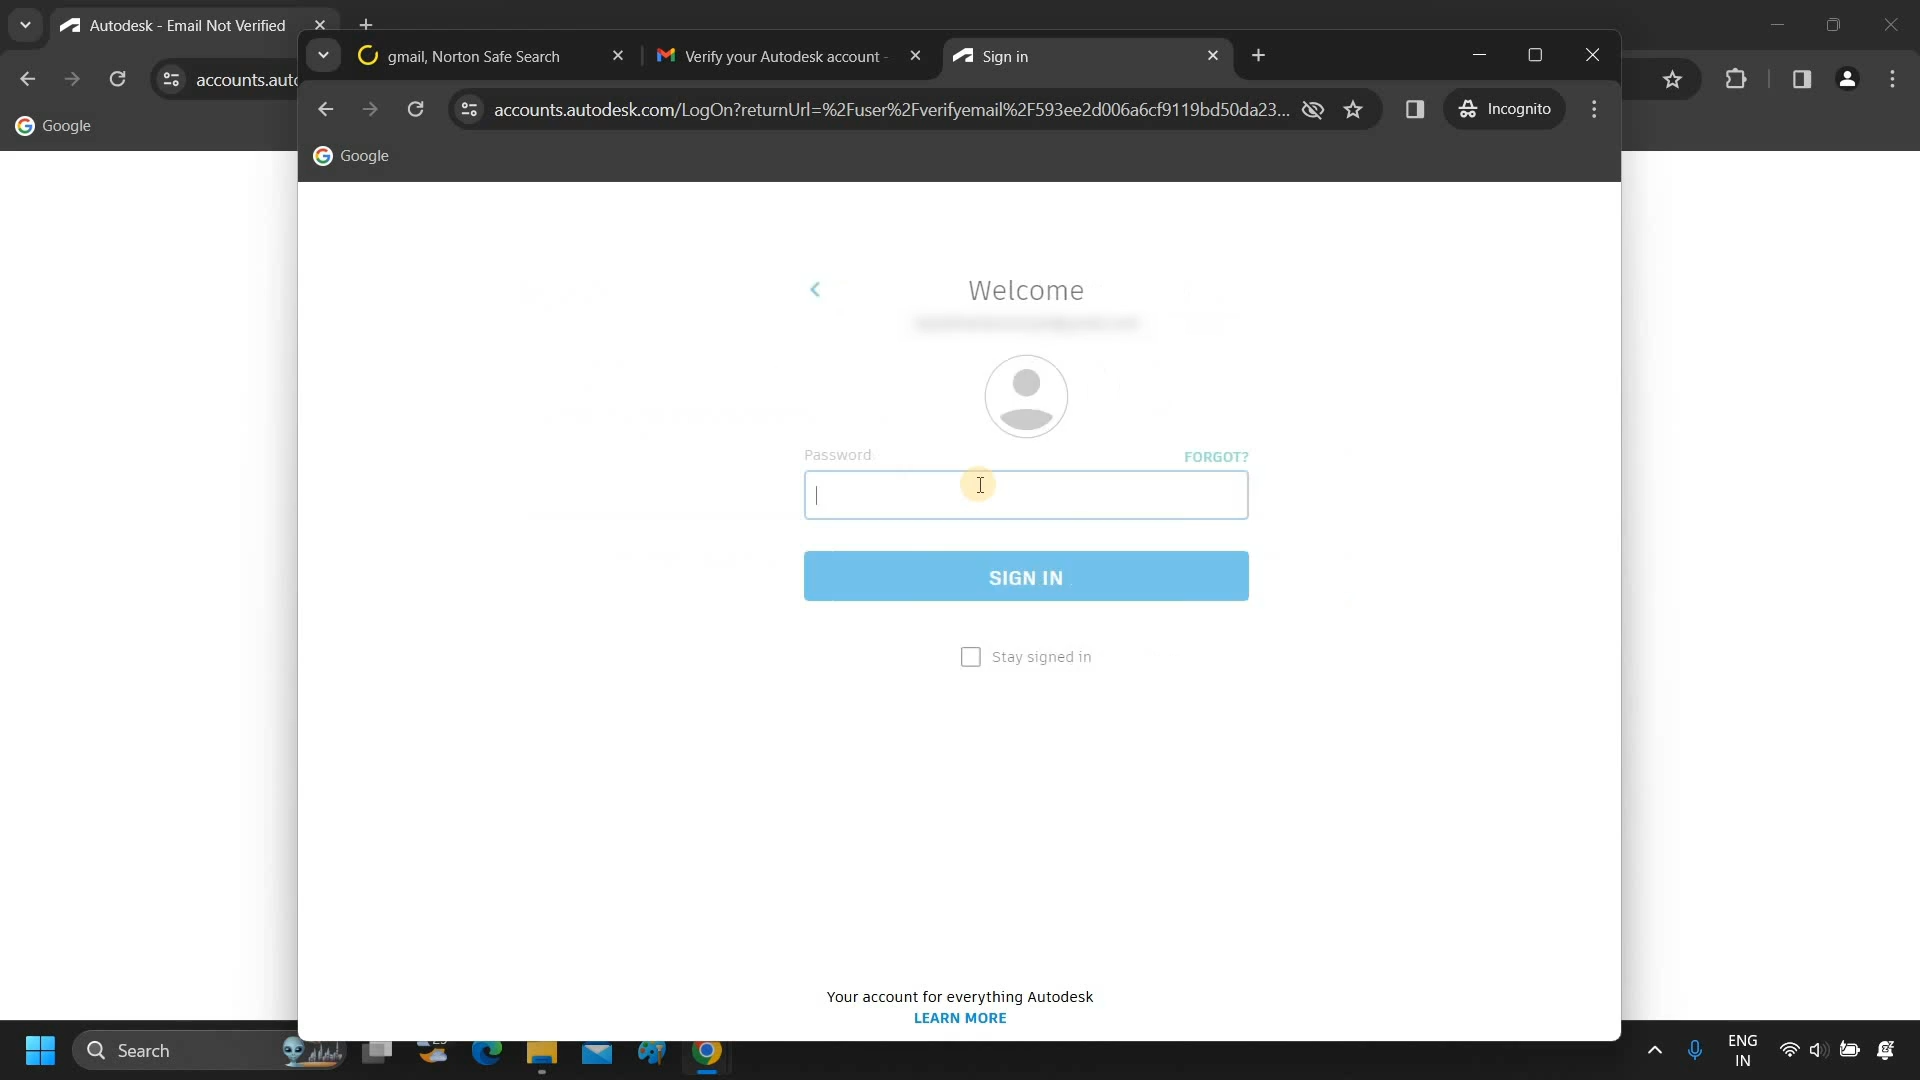 Autodesk - Email Not Verified
gmail, Norton Safe Search
Verify your Autodesk account -
Sign in
accounts.auto
accounts.autodesk.com/LogOn?returnUrl=%2Fuser%2Fverifyemail%2F593ee2d006a6cf9119bd50da23...
Incognito
Google
Google
Welcome
Password
FORGOT?
SIGN IN
Stay signed in
Your account for everything Autodesk
LEARN MORE
Search
ENG
IN